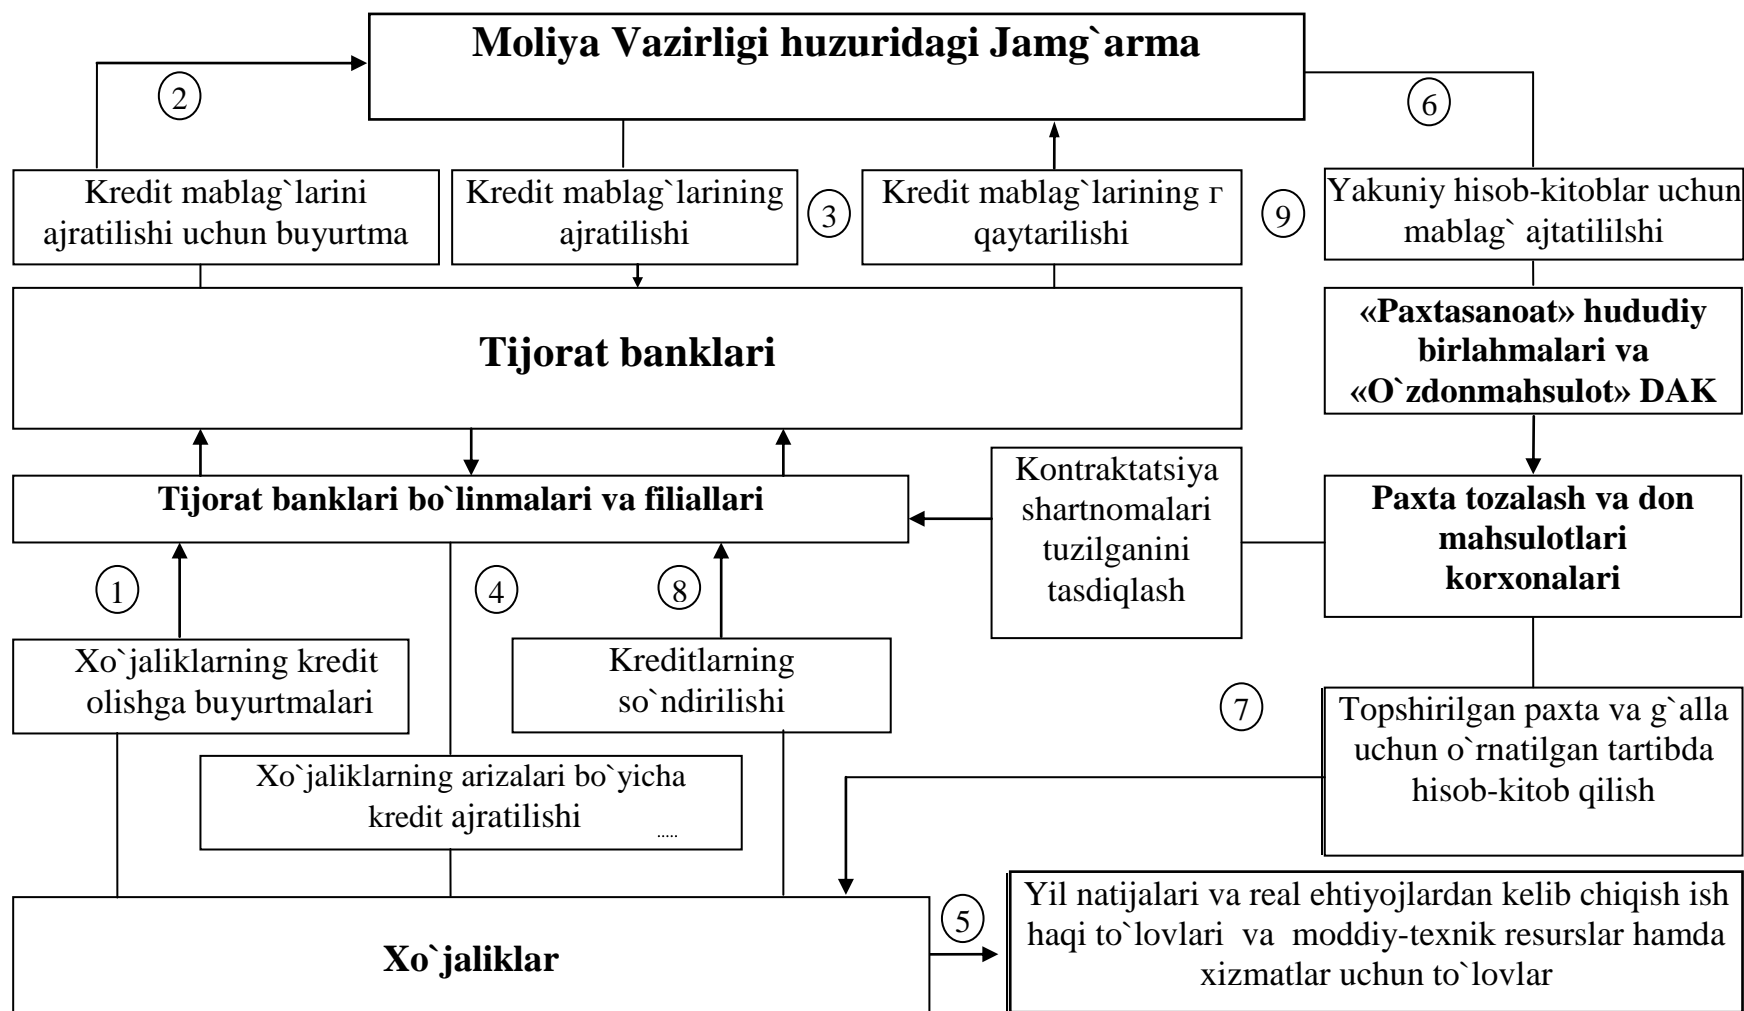 Moliya Vazirligi huzuridagi Jamg`arma
2
6
Kredit mablag`larini
ajratilishi uchun buyurtma
Kredit mablag`larining
ajratilishi
3
Kredit mablag`larining г
qaytarilishi
9
Yakuniy hisob-kitoblar uchun
mablag` ajtatililshi
Tijorat banklari
«Paxtasanoat» hududiy
birlahmalari va
«O`zdonmahsulot» DAK
Tijorat banklari bo`linmalari va filiallari
Kontraktatsiya
shartnomalari
tuzilganini
tasdiqlash
Paxta tozalash va don
mahsulotlari
korxonalari
1
4
8
Xo`jaliklarning kredit
olishga buyurtmalari
Kreditlarning
so`ndirilishi
7
Topshirilgan paxta va g`alla
uchun o`rnatilgan tartibda
hisob-kitob qilish
Xo`jaliklarning arizalari bo`yicha
kredit ajratilishi .....
Xo`jaliklar
5
Yil natijalari va real ehtiyojlardan kelib chiqish ish
haqi to`lovlari va moddiy-texnik resurslar hamda
xizmatlar uchun to`lovlar